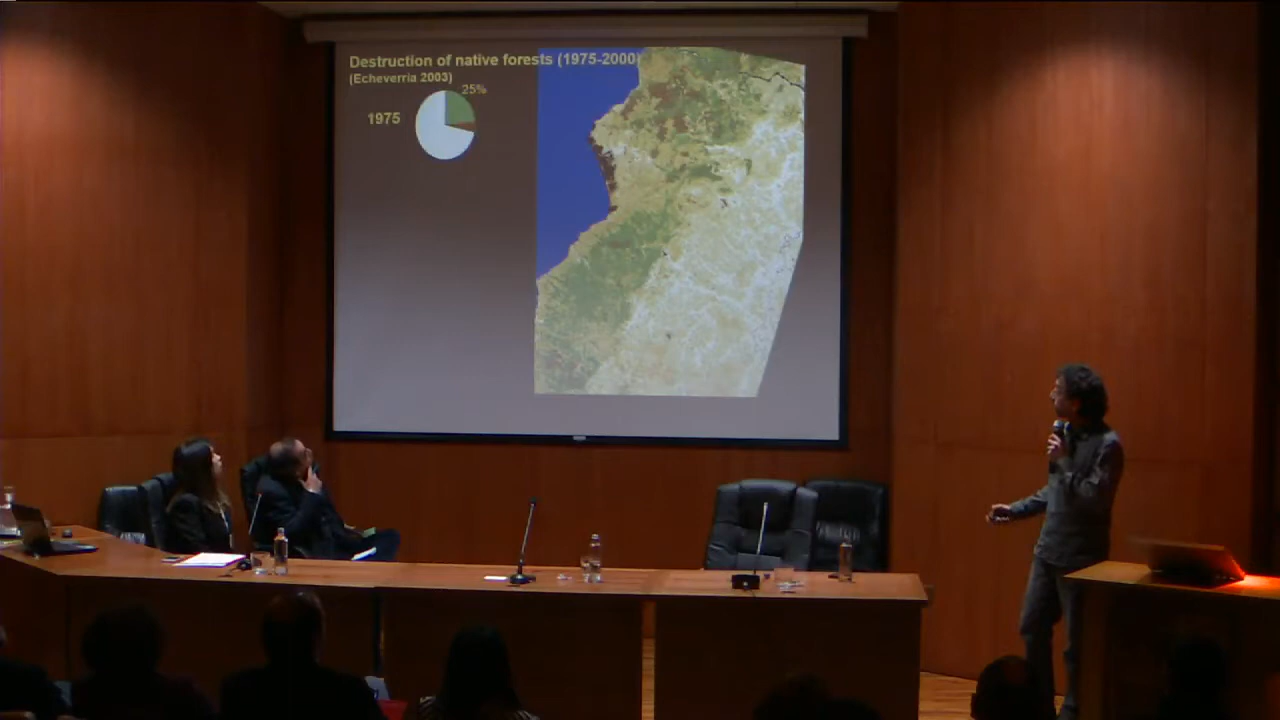 Destruction of native forests (1975-2000)
(Echeverria 2003)
25%
1975